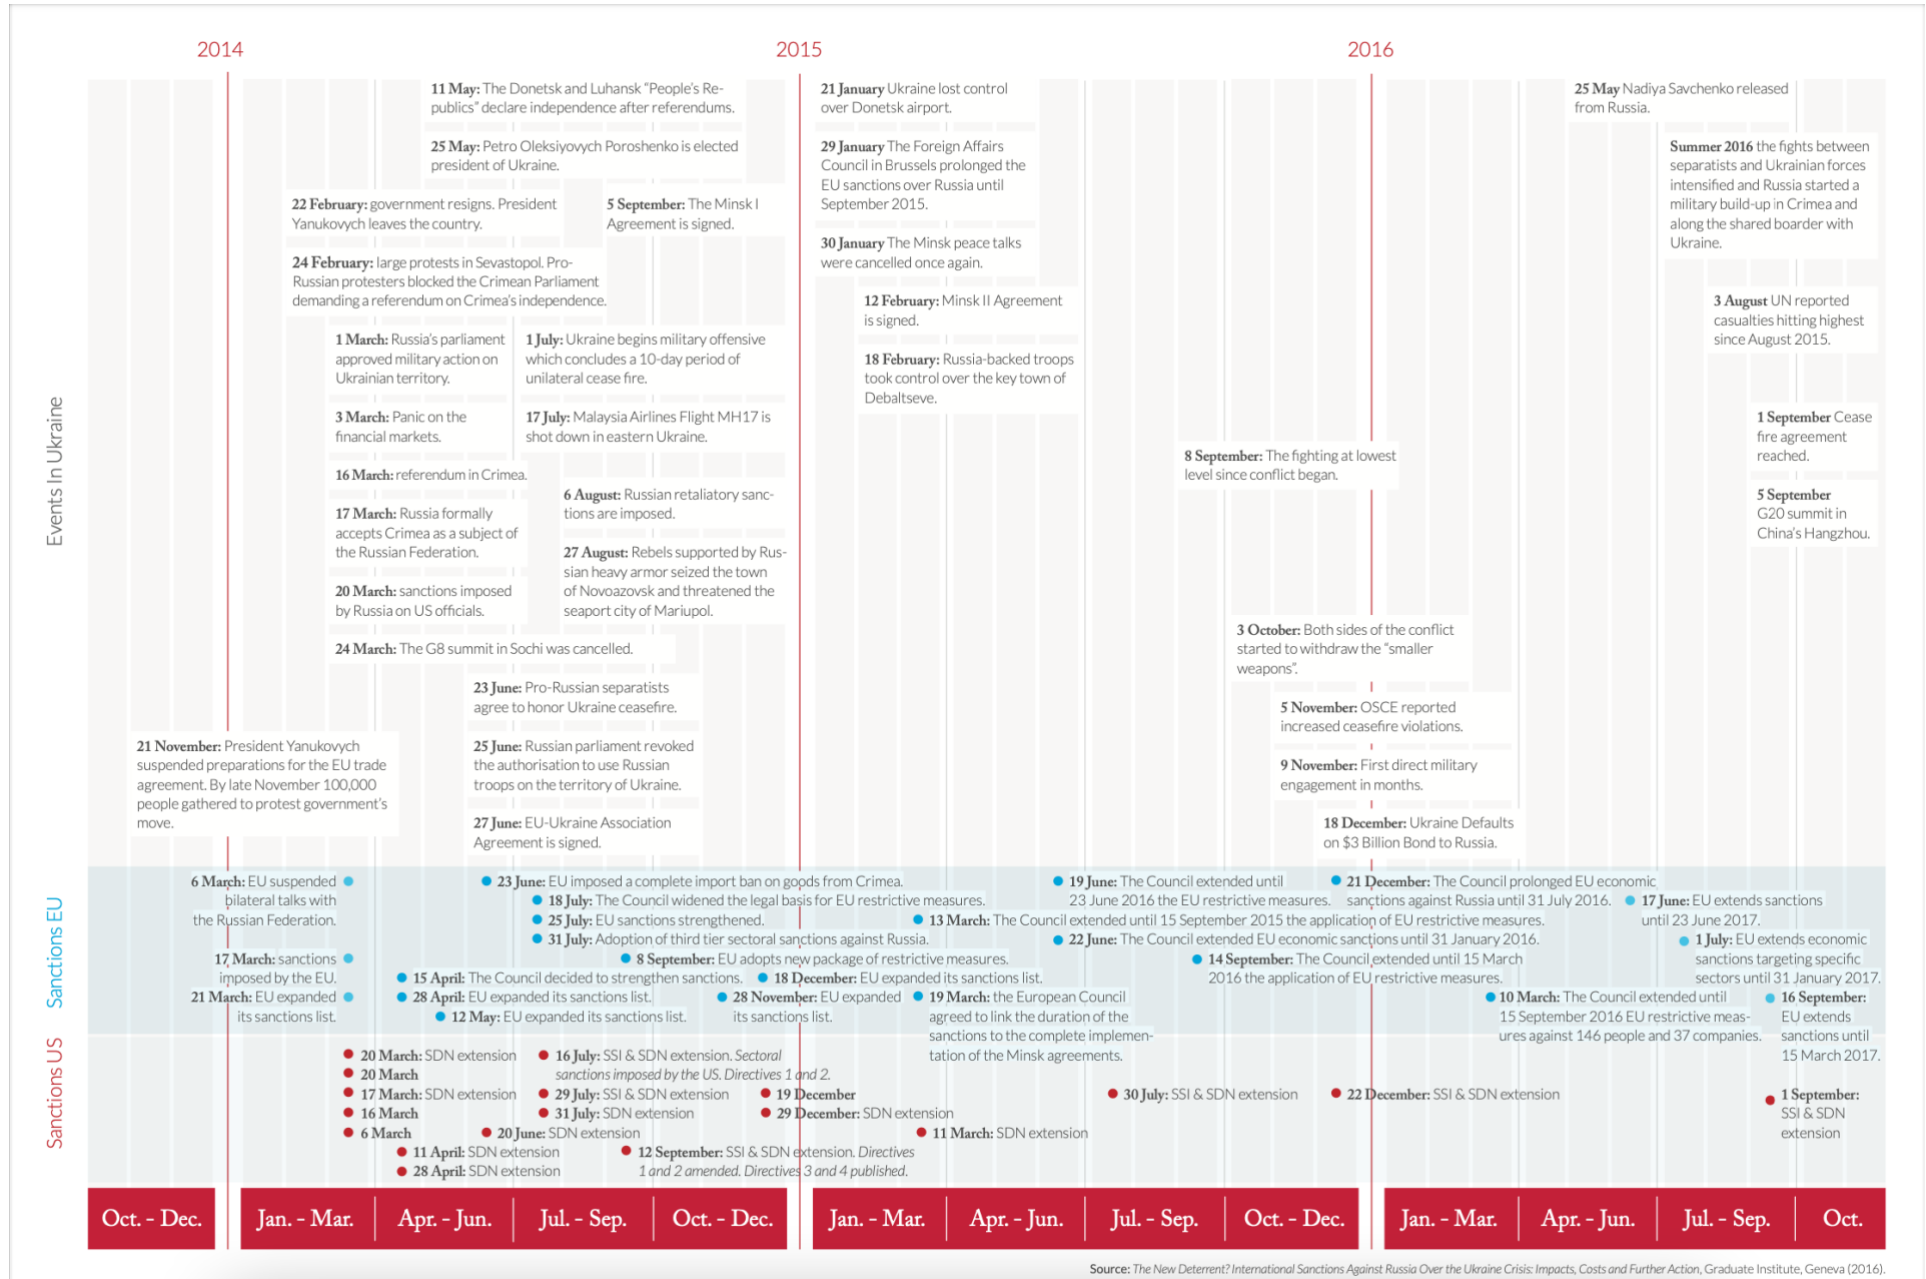 2014
2015
2016
Events In Ukraine
21 November: President Yanukovych
suspended preparations for the EU trade
agreement. By late November 100,000
people gathered to protest government's
move.
22 February: government resigns. President
Yanukovych leaves the country.
24 February: large protests in Sevastopol. Pro-
Russian protesters blocked the Crimean Parliament
demanding a referendum on Crimea's independence.
1 March: Russia's parliament
approved military action on
Ukrainian territory.
3 March: Panic on the
financial markets.
16 March: referendum in Crimea.
17 March: Russia formally
accepts Crimea as a subject of
the Russian Federation.
20 March: sanctions imposed
by Russia on US officials.
24 March: The G8 summit in Sochi was cancelled.
11 May: The Donetsk and Luhansk “People's Re-
publics” declare independence after referendums.
25 May: Petro Oleksiyovych Poroshenko is elected
president of Ukraine.
23 June: Pro-Russian separatists
agree to honor Ukraine ceasefire.
25 June: Russian parliament revoked
the authorisation to use Russian
troops on the territory of Ukraine.
27 June: EU-Ukraine Association
Agreement is signed.
1 July: Ukraine begins military offensive
which concludes a 10-day period of
unilateral cease fire.
17 July: Malaysia Airlines Flight MH17 is
shot down in eastern Ukraine.
6 August: Russian retaliatory sanc-
tions are imposed.
27 August: Rebels supported by Rus-
sian heavy armor seized the town
of Novoazovsk and threatened the
seaport city of Mariupol.
5 September: The Minsk I
Agreement is signed.
21 January Ukraine lost control
over Donetsk airport.
29 January The Foreign Affairs
Council in Brussels prolonged the
EU sanctions over Russia until
September 2015.
30 January The Minsk peace talks
were cancelled once again.
12 February: Minsk II Agreement
is signed.
18 February: Russia-backed troops
took control over the key town of
Debaltseve.
8 September: The fighting at lowest
level since conflict began.
3 October: Both sides of the conflict
started to withdraw the “smaller
weapons”.
5 November: OSCE reported
increased ceasefire violations.
9 November: First direct military
engagement in months.
18 December: Ukraine Defaults
on $3 Billion Bond to Russia.
25 May Nadiya Savchenko released
from Russia.
Summer 2016 the fights between
separatists and Ukrainian forces
intensified and Russia started a
military build-up in Crimea and
along the shared boarder with
Ukraine.
3 August UN reported
casualties hitting highest
since August 2015.
1 September Cease
fire agreement
reached.
5 September
G20 summit in
China's Hangzhou.
Sanctions EU
6 March: EU suspended
bilateral talks with
the Russian Federation.
17 March: sanctions
imposed by the EU.
21 March: EU expanded
its sanctions list.
23 June: EU imposed a complete import ban on goods from Crimea.
18 July: The Council widened the legal basis for EU restrictive measures.
25 July: EU sanctions strengthened.
31 July: Adoption of third tier sectoral sanctions against Russia.
8 September: EU adopts new package of restrictive measures.
15 April: The Council decided to strengthen sanctions.
18 December: EU expanded its sanctions list.
28 April: EU expanded its sanctions list.
28 November: EU expanded
its sanctions list.
12 May: EU expanded its sanctions list.
13 March: The Council extended until 15 September 2015 the application of EU restrictive measures.
19 March: the European Council
agreed to link the duration of the
sanctions to the complete implemen-
tation of the Minsk agreements.
19 June: The Council extended until
23 June 2016 the EU restrictive measures.
22 June: The Council extended EU economic sanctions until 31 January 2016.
14 September: The Council extended until 15 March
2016 the application of EU restrictive measures.
21 December: The Council prolonged EU economic
sanctions against Russia until 31 July 2016.
10 March: The Council extended until
15 September 2016 EU restrictive meas-
ures against 146 people and 37 companies.
17 June: EU extends sanctions
until 23 June 2017.
1 July: EU extends economic
sanctions targeting specific
sectors until 31 January 2017.
16 September:
EU extends
sanctions until
15 March 2017.
Sanctions US
20 March: SDN extension
20 March
17 March: SDN extension
16 March
6 March
11 April: SDN extension
28 April: SDN extension
20 June: SDN extension
16 July: SSI & SDN extension. Sectoral
sanctions imposed by the US. Directives 1 and 2.
29 July: SSI & SDN extension
31 July: SDN extension
12 September: SSI & SDN extension. Directives
1 and 2 amended. Directives 3 and 4 published.
19 December
29 December: SDN extension
11 March: SDN extension
30 July: SSI & SDN extension
22 December: SSI & SDN extension
1 September:
SSI & SDN
extension
Oct. - Dec.
Jan. - Mar.
Apr. - Jun.
Jul. - Sep.
Oct. - Dec.
Jan. - Mar.
Apr. - Jun.
Jul. - Sep.
Oct. - Dec.
Jan. - Mar.
Apr. - Jun.
Jul. - Sep.
Oct.
Source: The New Deterrent? International Sanctions Against Russia Over the Ukraine Crisis: Impacts, Costs and Further Action, Graduate Institute, Geneva (2016).